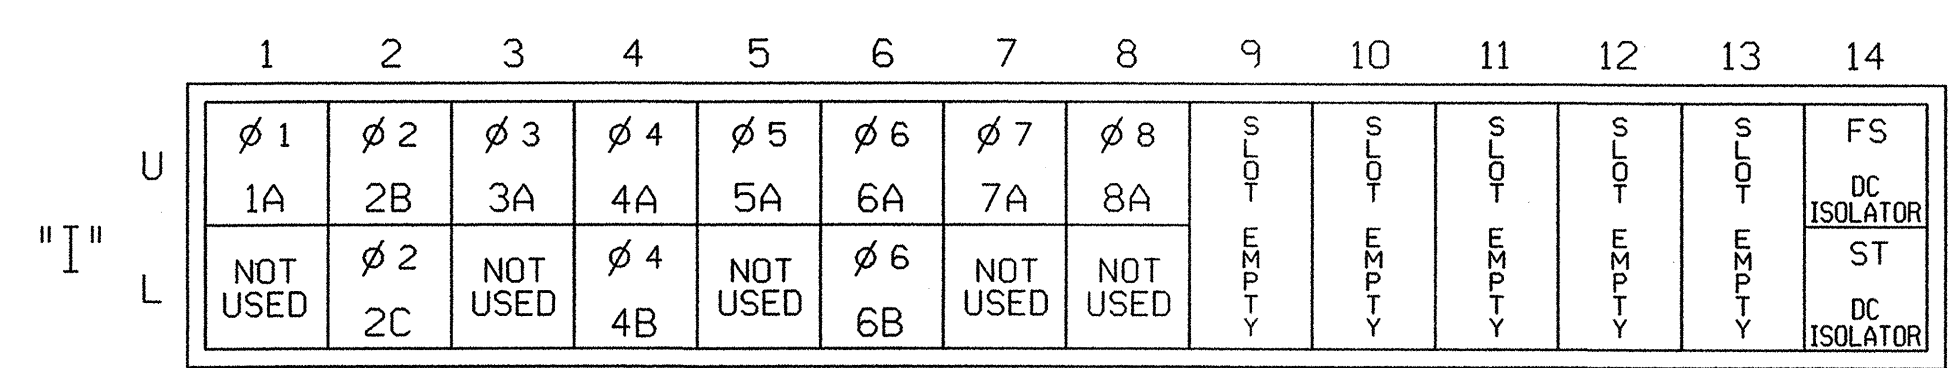 1 2 3 4 5 6 7 8 9 10 11 12 13 14
U
"I"
L
Ø 1
1A
Ø 2
2B
Ø 3
3A
Ø 4
4A
Ø 5
5A
Ø 6
6A
Ø 7
7A
Ø 8
8A
SLOT EMPTY
SLOT EMPTY
SLOT EMPTY
SLOT EMPTY
SLOT EMPTY
FS
DC
ISOLATOR
NOT
USED
Ø 2
2C
NOT
USED
Ø 4
4B
NOT
USED
Ø 6
6B
NOT
USED
NOT
USED
ST
DC
ISOLATOR